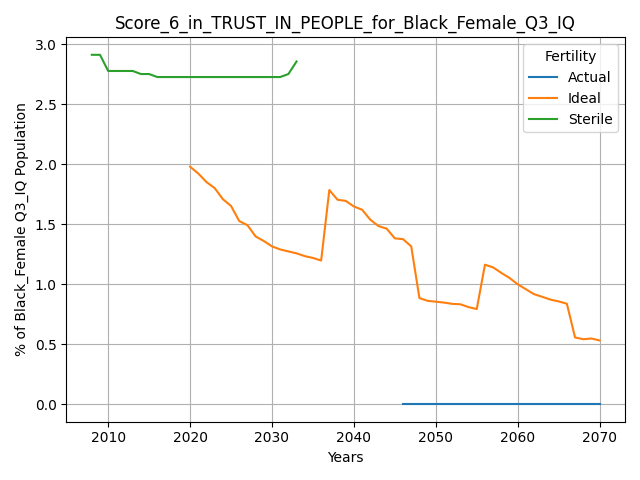 Score_6_in_TRUST_IN_PEOPLE_for_Black_Female_Q3_IQ
3.0
2.5
2.0
1.5
1.0
0.5
0.0
% of Black_Female Q3_IQ Population
Fertility
Actual
Ideal
Sterile
2010 2020 2030 2040 2050 2060 2070
Years